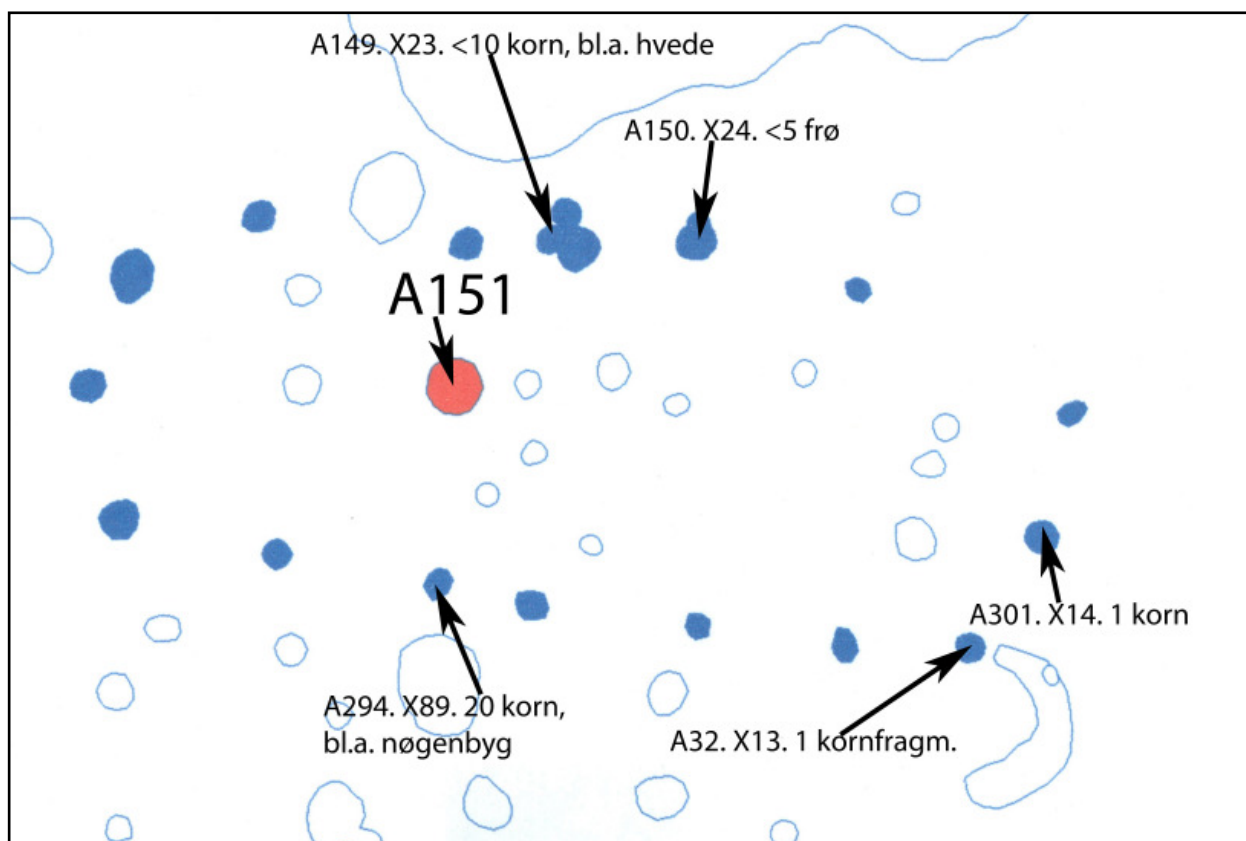 A149. X23. <10 korn, bl.a. hvede
A150. X24. <5 frø
A151
A301. X14. 1 korn
A294. X89. 20 korn,
bl.a. nøgenbyg
A32. X13. 1 kornfragm.